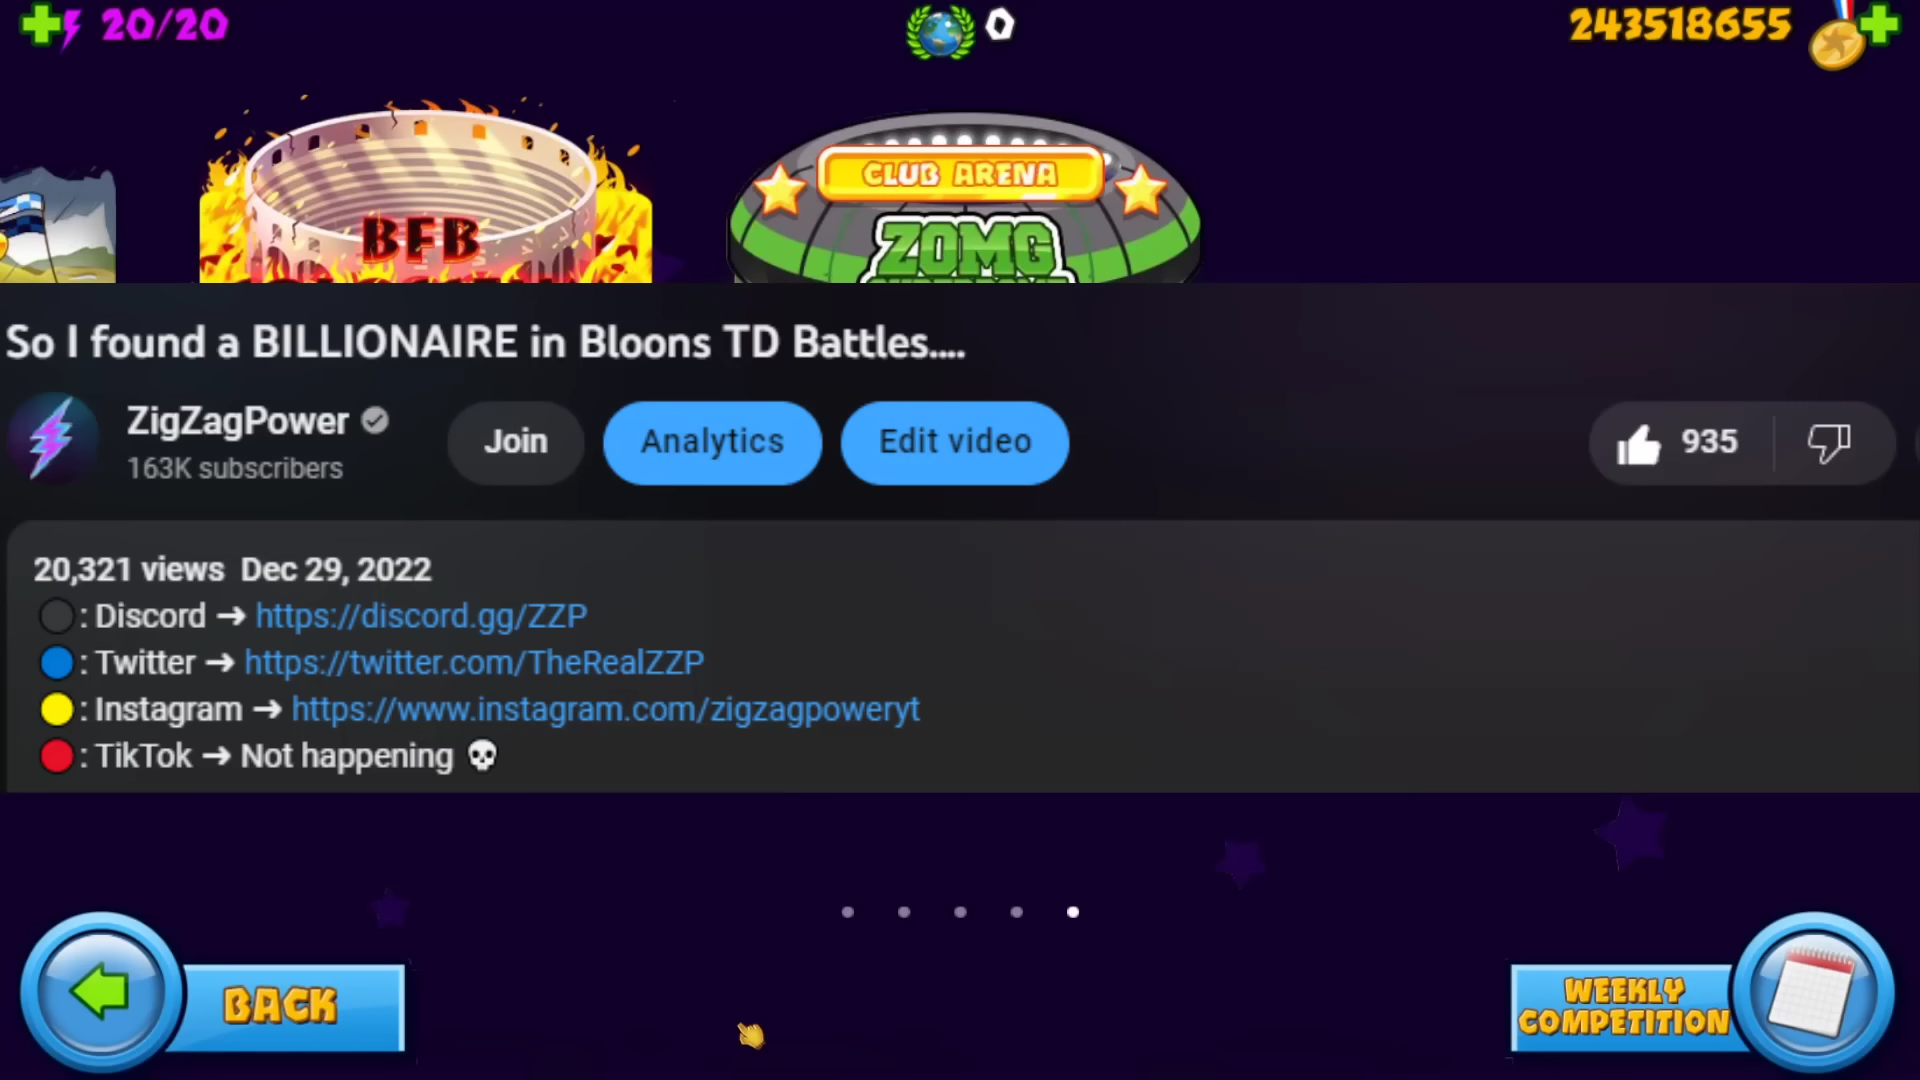 20/20
0
243518655
BFB
CLUB ARENA
ZOMG
So I found a BILLIONAIRE in Bloons TD Battles....
ZigZagPower
163K subscribers
Join
Analytics
Edit video
935
20,321 views Dec 29, 2022
: Discord ➜ https://discord.gg/ZZP
: Twitter ➜ https://twitter.com/TheRealZZP
: Instagram ➜ https://www.instagram.com/zigzagpoweryt
: TikTok ➜ Not happening 💀
BACK
WEEKLY
COMPETITION